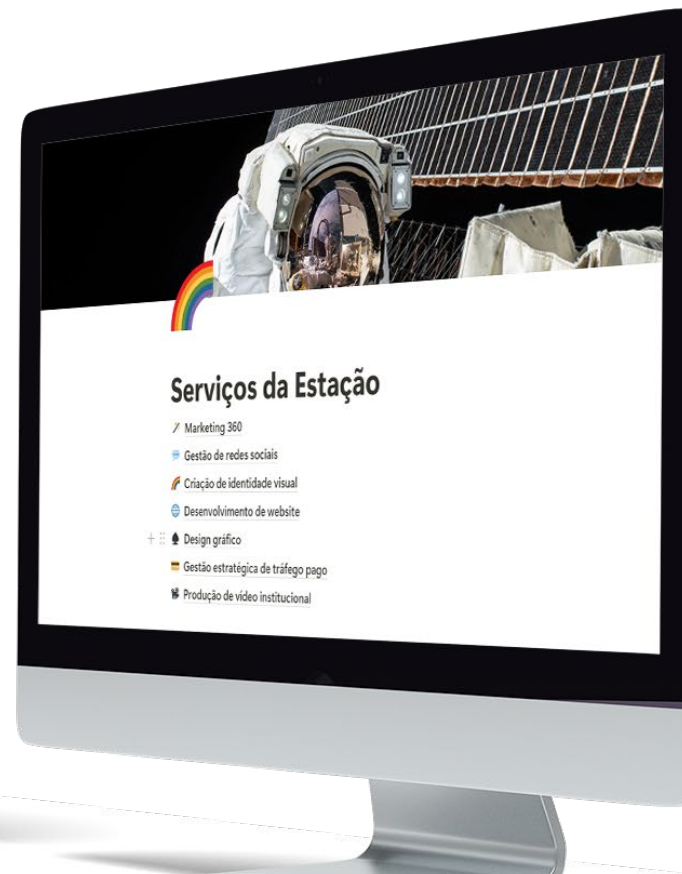 Serviços da Estação
Marketing 360
Gestão de redes sociais
Criação de identidade visual
Desenvolvimento de website
Design gráfico
Gestão estratégica de tráfego pago
Produção de vídeo institucional